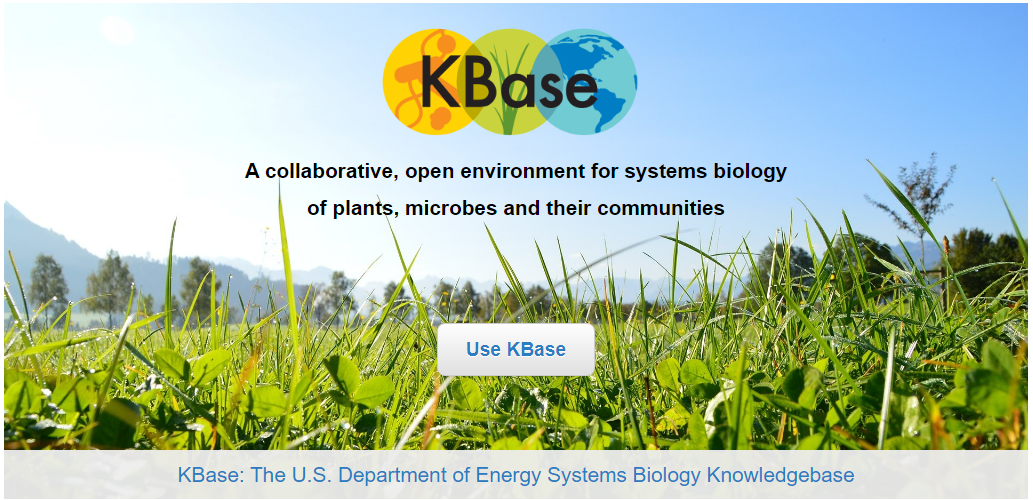 KBase
A collaborative, open environment for systems biology
of plants, microbes and their communities
Use KBase
KBase: The U.S. Department of Energy Systems Biology Knowledgebase